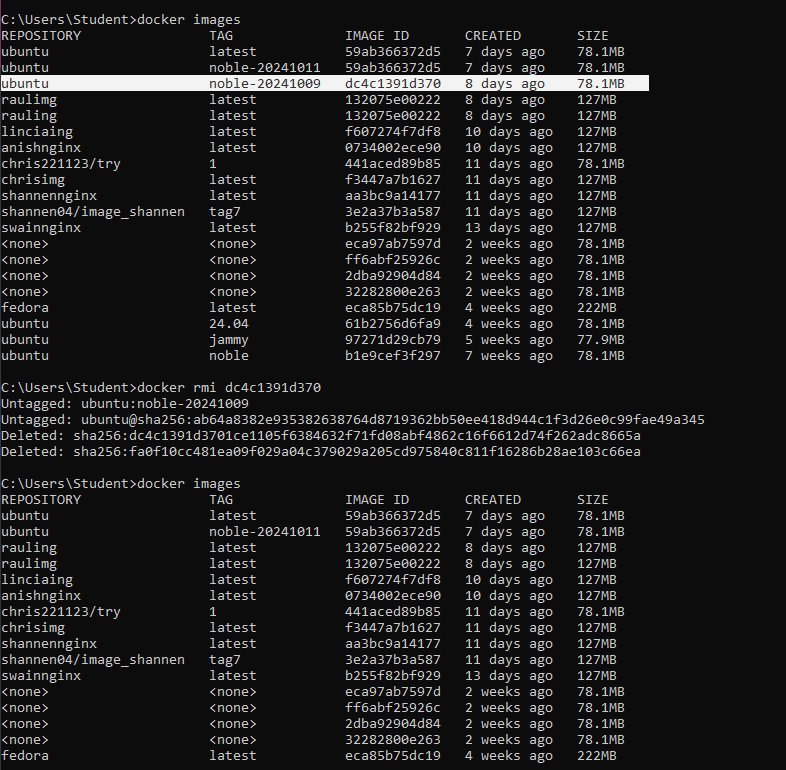 C:\Users\Student>docker images
REPOSITORY                TAG              IMAGE ID       CREATED       SIZE
ubuntu                    latest           59ab366372d5   7 days ago    78.1MB
ubuntu                    noble-20241011   59ab366372d5   7 days ago    78.1MB
ubuntu                    noble-20241009   dc4c1391d370   8 days ago    78.1MB
raulimg                   latest           132075e00222   8 days ago    127MB
rauling                   latest           132075e00222   8 days ago    127MB
linciaing                 latest           f607274f7df8   10 days ago   127MB
anishnginx                latest           0734002ece90   10 days ago   127MB
chris221123/try           1                441aced89b85   11 days ago   78.1MB
chrisimg                  latest           f3447a7b1627   11 days ago   127MB
shannennginx              latest           aa3bc9a14177   11 days ago   127MB
shannen04/image_shannen   tag7             3e2a37b3a587   11 days ago   127MB
swainnginx                latest           b255f82bf929   13 days ago   127MB
<none>                    <none>           eca97ab7597d   2 weeks ago   78.1MB
<none>                    <none>           ff6abf25926c   2 weeks ago   78.1MB
<none>                    <none>           2dba92904d84   2 weeks ago   78.1MB
<none>                    <none>           32282800e263   2 weeks ago   78.1MB
fedora                    latest           eca85b75dc19   4 weeks ago   222MB
ubuntu                    24.04            61b2756d6fa9   4 weeks ago   78.1MB
ubuntu                    jammy            97271d29cb79   5 weeks ago   77.9MB
ubuntu                    noble            b1e9cef3f297   7 weeks ago   78.1MB
C:\Users\Student>docker rmi dc4c1391d370
Untagged: ubuntu:noble-20241009
Untagged: ubuntu@sha256:ab64a8382e935382638764d8719362bb50ee418d944c1f3d26e0c99fae49a345
Deleted: sha256:dc4c1391d3701ce1105f6384632f71fd08abf4862c16f6612d74f262adc8665a
Deleted: sha256:fa0f10cc481ea09f029a04c379029a205cd975840c811f16286b28ae103c66ea
C:\Users\Student>docker images
REPOSITORY                TAG              IMAGE ID       CREATED       SIZE
ubuntu                    latest           59ab366372d5   7 days ago    78.1MB
ubuntu                    noble-20241011   59ab366372d5   7 days ago    78.1MB
rauling                   latest           132075e00222   8 days ago    127MB
raulimg                   latest           132075e00222   8 days ago    127MB
linciaing                 latest           f607274f7df8   10 days ago   127MB
anishnginx                latest           0734002ece90   10 days ago   127MB
chris221123/try           1                441aced89b85   11 days ago   78.1MB
chrisimg                  latest           f3447a7b1627   11 days ago   127MB
shannennginx              latest           aa3bc9a14177   11 days ago   127MB
shannen04/image_shannen   tag7             3e2a37b3a587   11 days ago   127MB
swainnginx                latest           b255f82bf929   13 days ago   127MB
<none>                    <none>           eca97ab7597d   2 weeks ago   78.1MB
<none>                    <none>           ff6abf25926c   2 weeks ago   78.1MB
<none>                    <none>           2dba92904d84   2 weeks ago   78.1MB
<none>                    <none>           32282800e263   2 weeks ago   78.1MB
fedora                    latest           eca85b75dc19   4 weeks ago   222MB